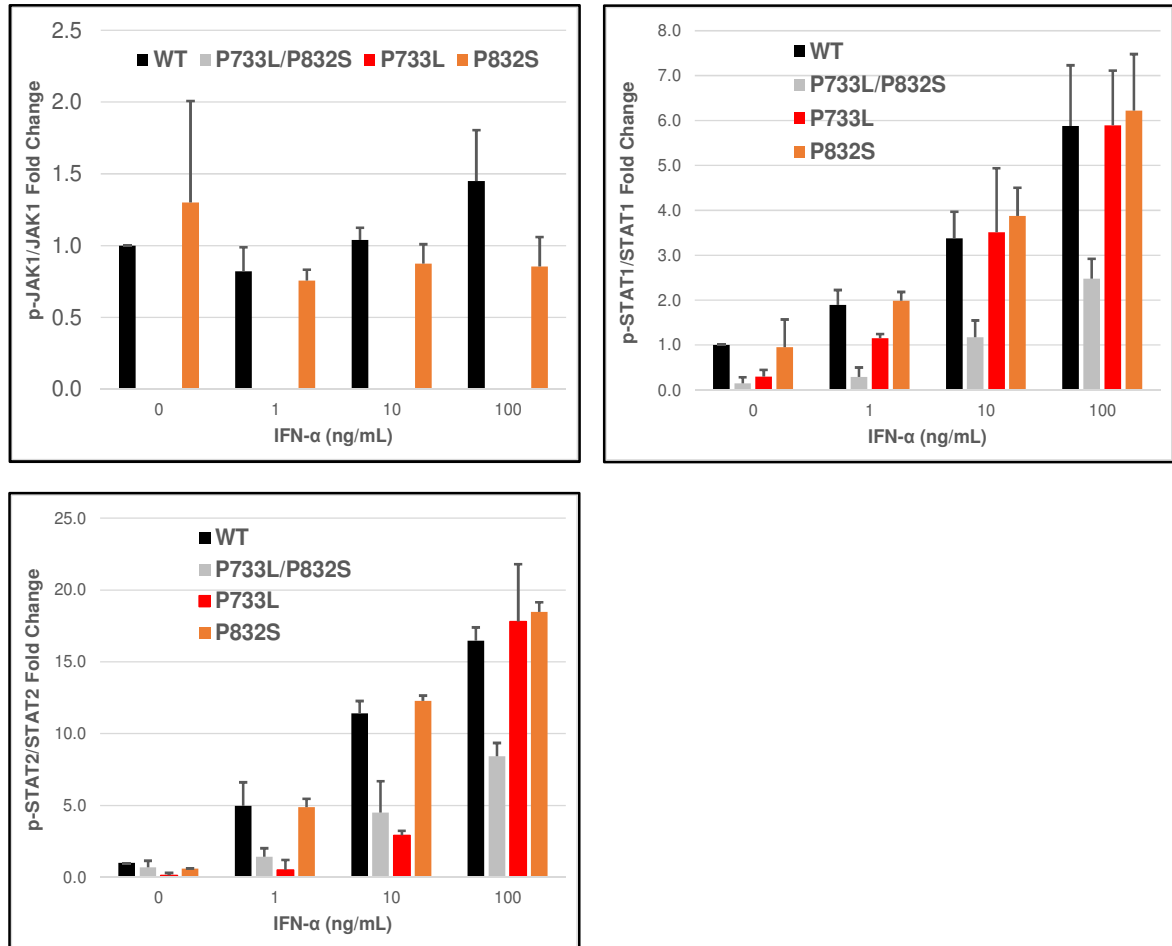 2.5
WT P733L/P832S P733L P832S
2.0
1.5
1.0
0.5
0.0
p-JAK1/JAK1 Fold Change
0 1 10 100
IFN-α (ng/mL)
8.0
7.0
6.0
5.0
4.0
3.0
2.0
1.0
0.0
p-STAT1/STAT1 Fold Change
WT
P733L/P832S
P733L
P832S
0 1 10 100
IFN-α (ng/mL)
25.0
20.0
15.0
10.0
5.0
0.0
p-STAT2/STAT2 Fold Change
WT
P733L/P832S
P733L
P832S
0 1 10 100
IFN-α (ng/mL)